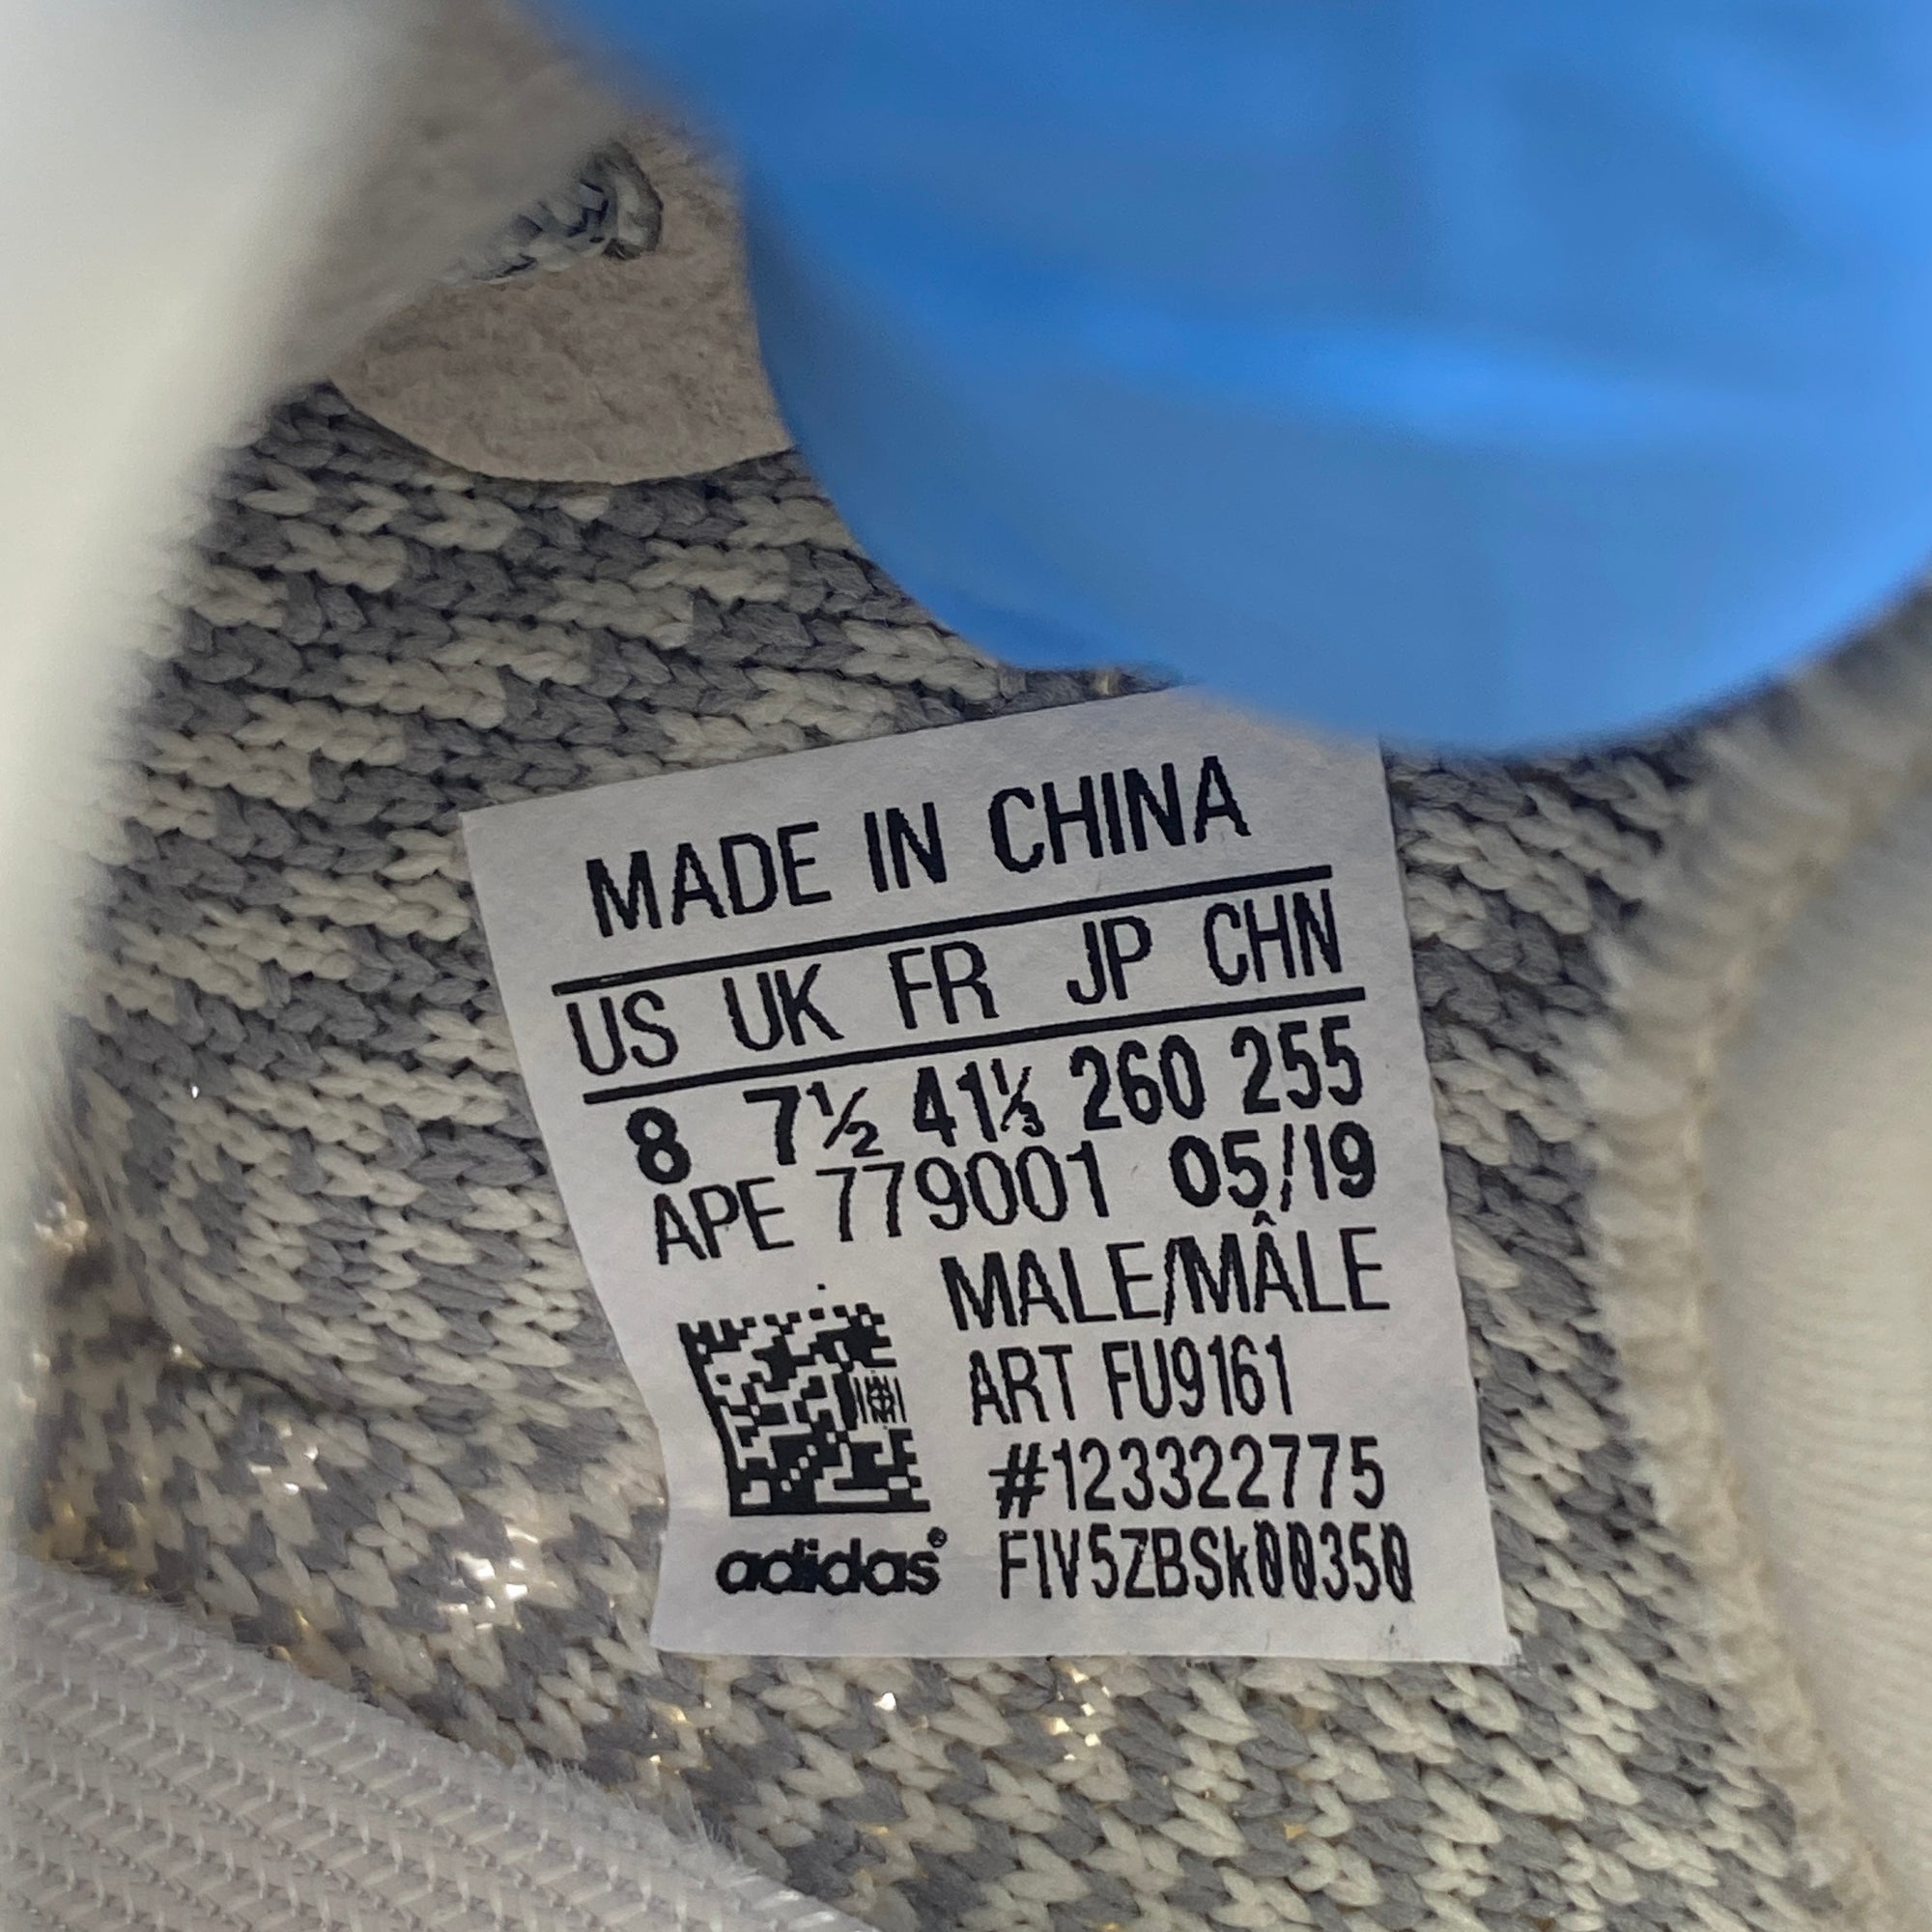 MADE IN CHINA
US UK FR JP CHN
8 7½ 41⅓ 260 255
APE 779001 05/19
MALE/MÂLE
ART FU9161
#123322775
adidas® F1V5ZBSk00350